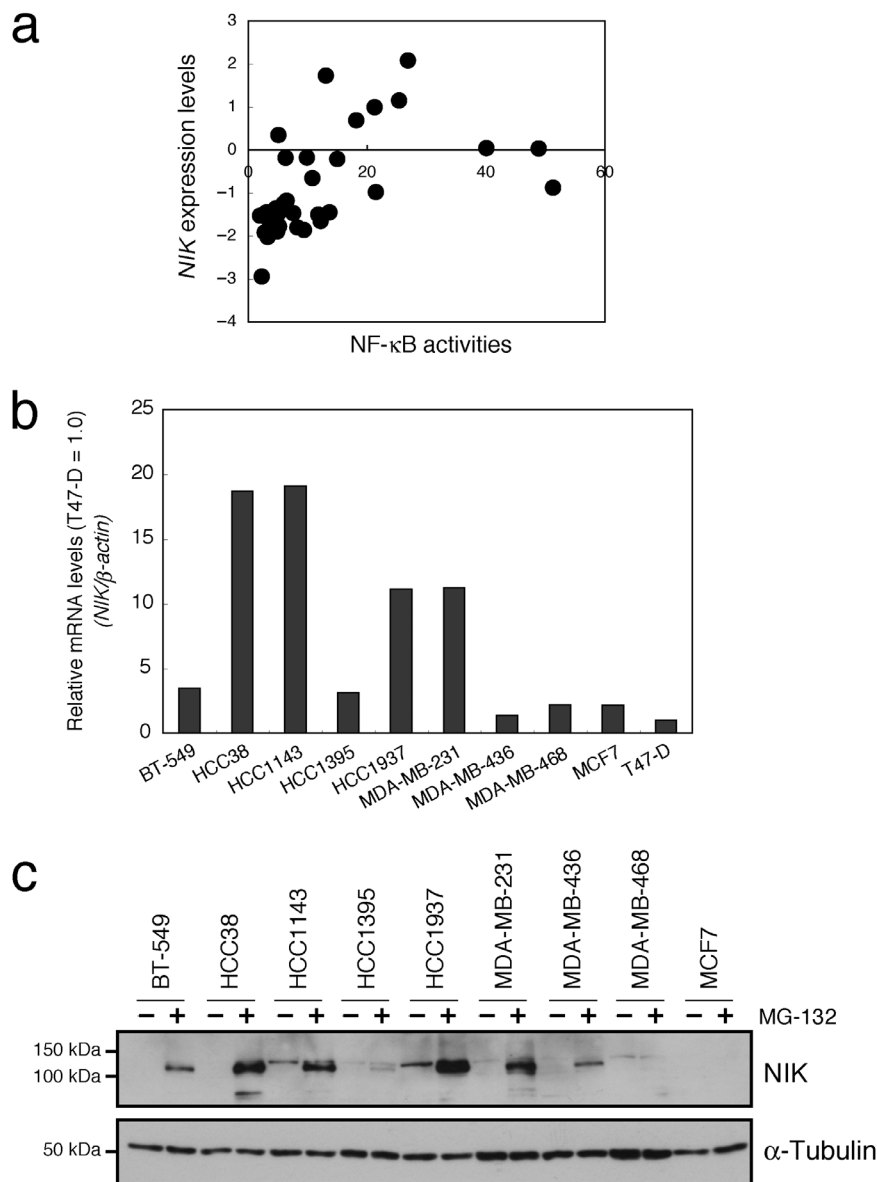 a
NIK expression levels
3
2
1
0
−1
−2
−3
−4
0 20 40 60
NF-κB activities
b
Relative mRNA levels (T47-D = 1.0)
(NIK/β-actin)
25
20
15
10
5
0
BT-549 HCC38 HCC1143 HCC1395 HCC1937 MDA-MB-231 MDA-MB-436 MDA-MB-468 MCF7 T47-D
c
BT-549 HCC38 HCC1143 HCC1395 HCC1937 MDA-MB-231 MDA-MB-436 MDA-MB-468 MCF7
− + − + − + − + − + − + − + − + − + MG-132
150 kDa
100 kDa
NIK
50 kDa
α-Tubulin